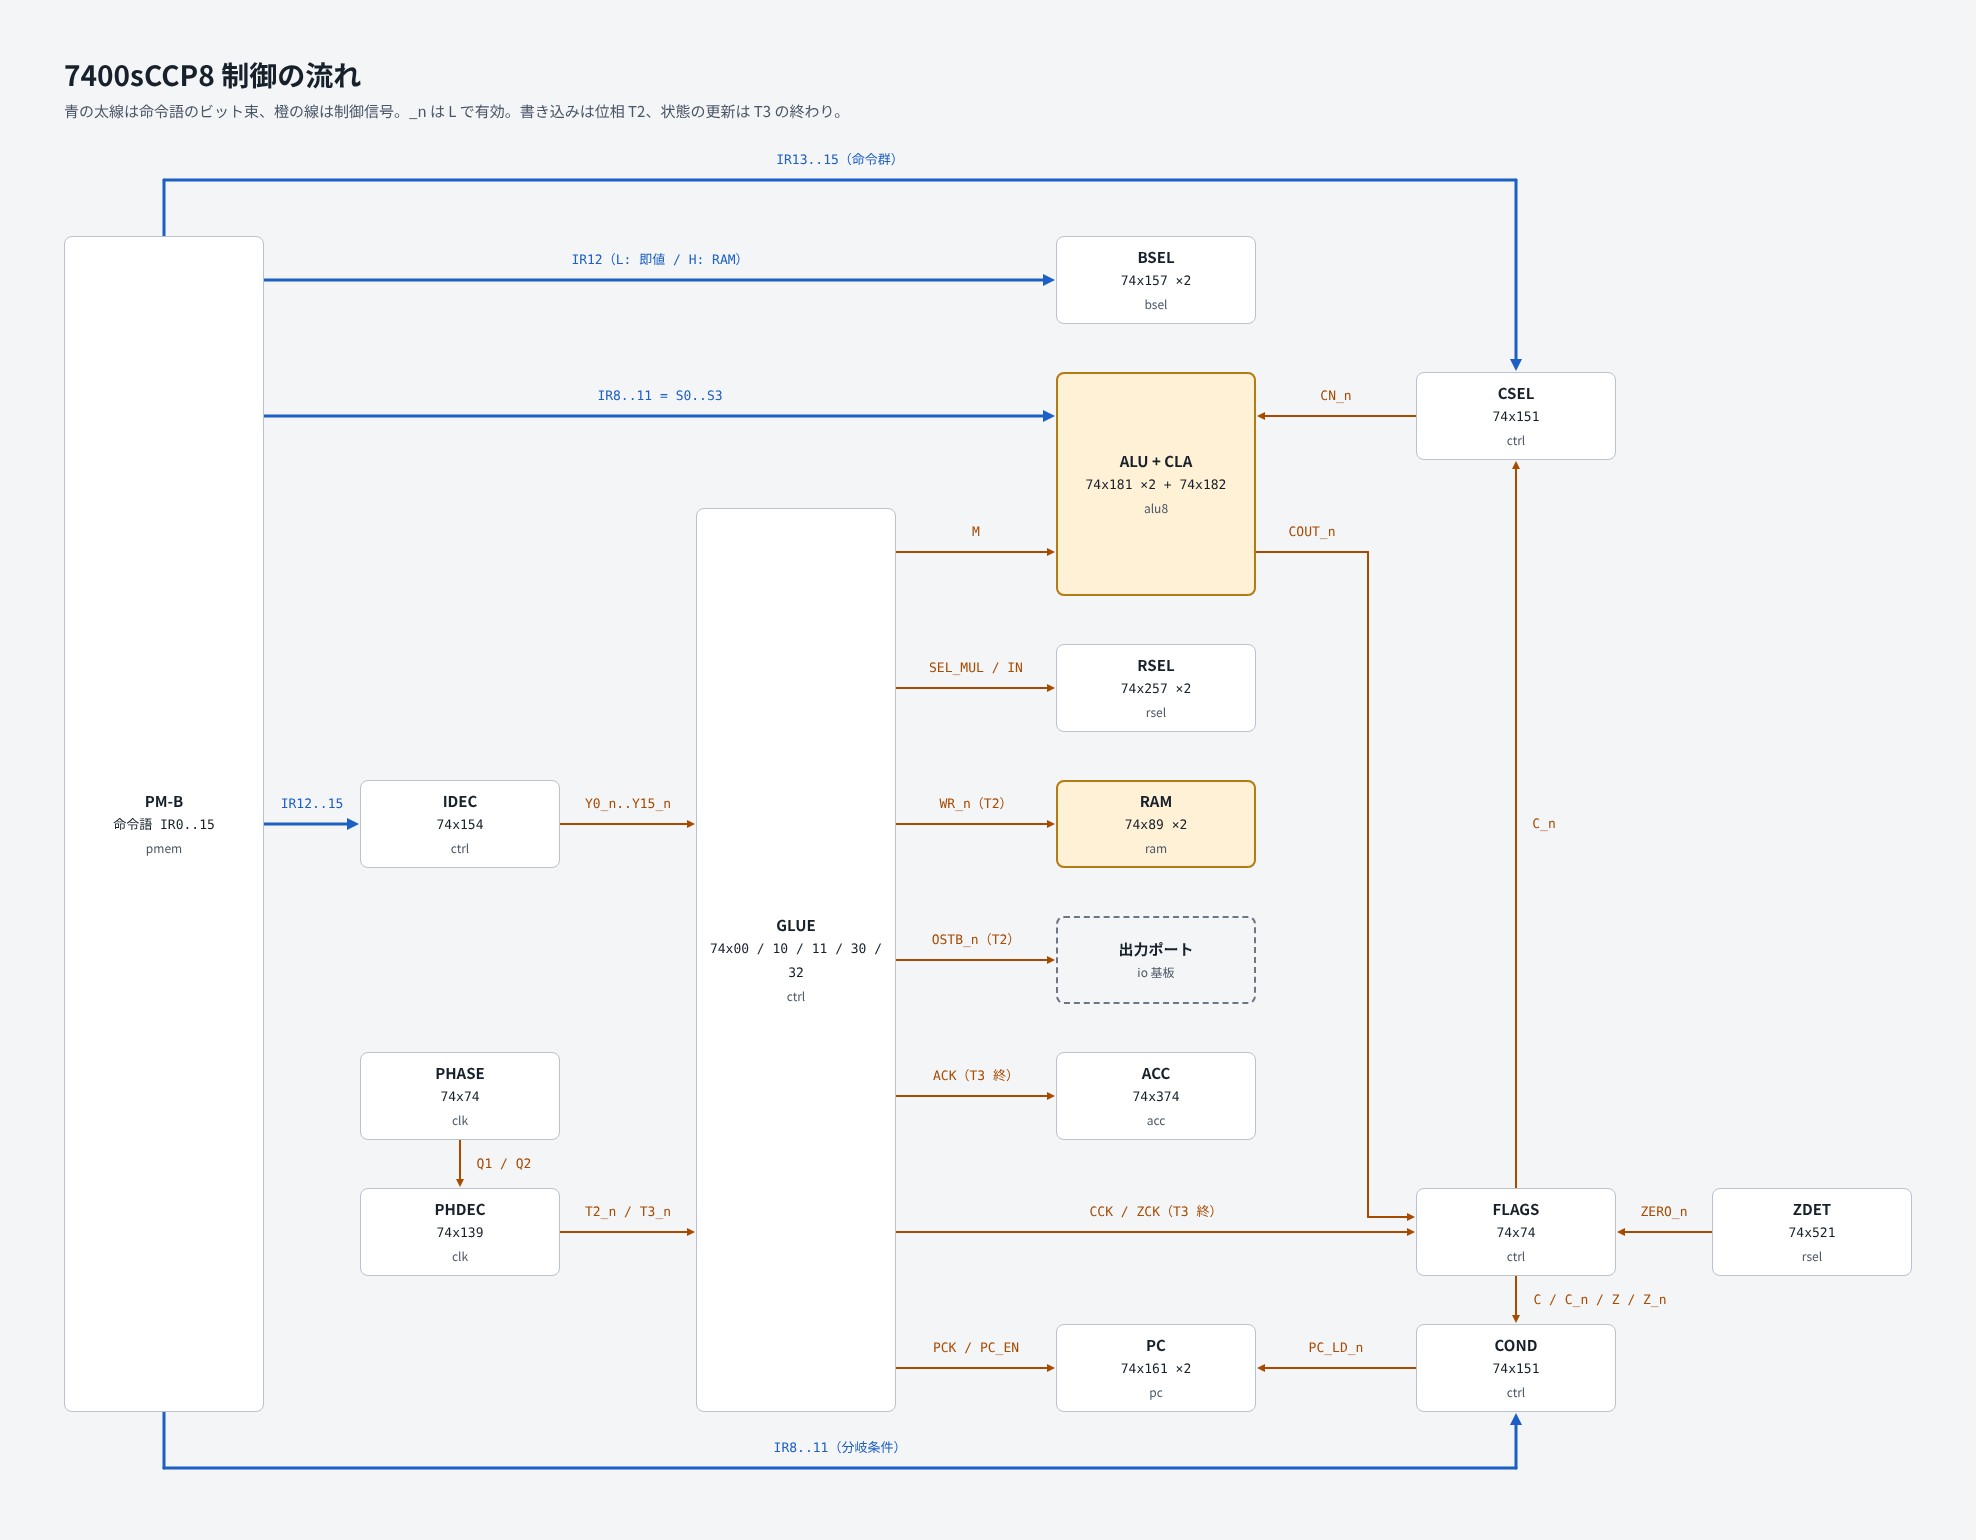 7400sCCP8 制御の流れ
青の太線は命令語のビット束、橙の線は制御信号。_n は L で有効。書き込みは位相 T2、状態の更新は T3 の終わり。
IR13..15（命令群）
IR12（L: 即値 / H: RAM）
BSEL
74x157 ×2
bsel
IR8..11 = S0..S3
CN_n
CSEL
74x151
ctrl
ALU + CLA
74x181 ×2 + 74x182
alu8
M
COUT_n
SEL_MUL / IN
RSEL
74x257 ×2
rsel
PM-B
命令語 IR0..15
pmem
IR12..15
IDEC
74x154
ctrl
Y0_n..Y15_n
WR_n（T2）
RAM
74x89 ×2
ram
C_n
GLUE
74x00 / 10 / 11 / 30 /
32
ctrl
OSTB_n（T2）
出力ポート
io 基板
PHASE
74x74
clk
ACK（T3 終）
ACC
74x374
acc
Q1 / Q2
PHDEC
74x139
clk
T2_n / T3_n
CCK / ZCK（T3 終）
FLAGS
74x74
ctrl
ZERO_n
ZDET
74x521
rsel
C / C_n / Z / Z_n
PCK / PC_EN
PC
74x161 ×2
pc
PC_LD_n
COND
74x151
ctrl
IR8..11（分岐条件）